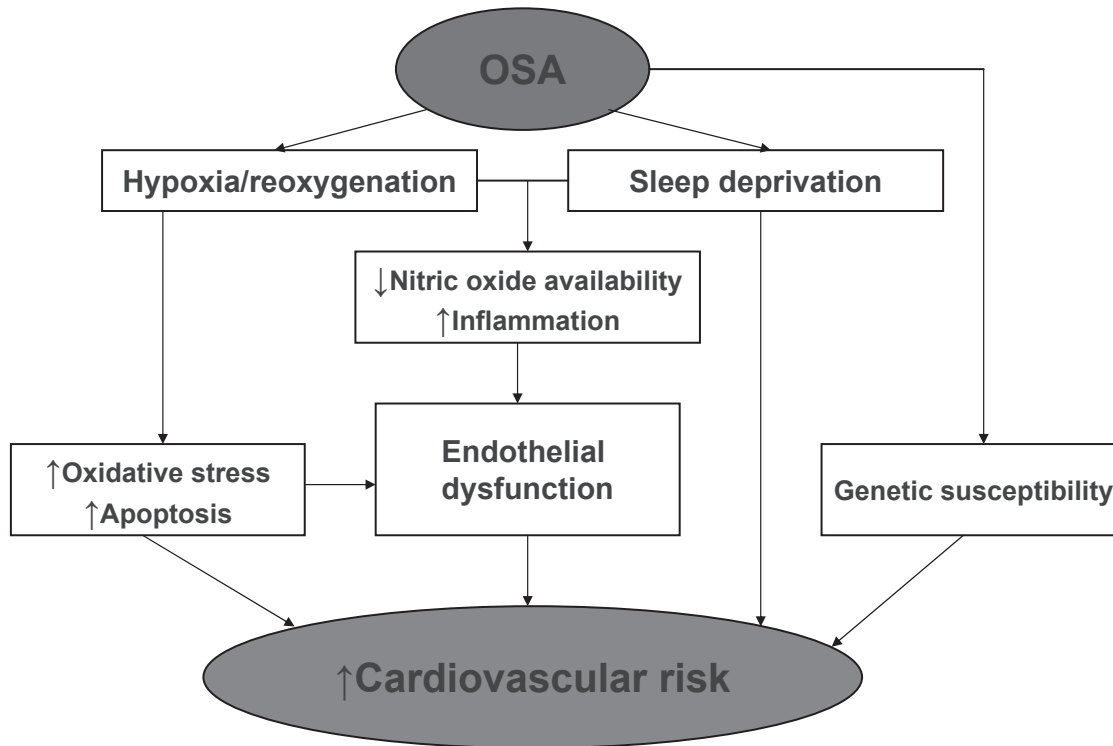 OSA
Hypoxia/reoxygenation
Sleep deprivation
↓Nitric oxide availability
↑Inflammation
↑Oxidative stress
↑Apoptosis
Endothelial
dysfunction
Genetic susceptibility
↑Cardiovascular risk